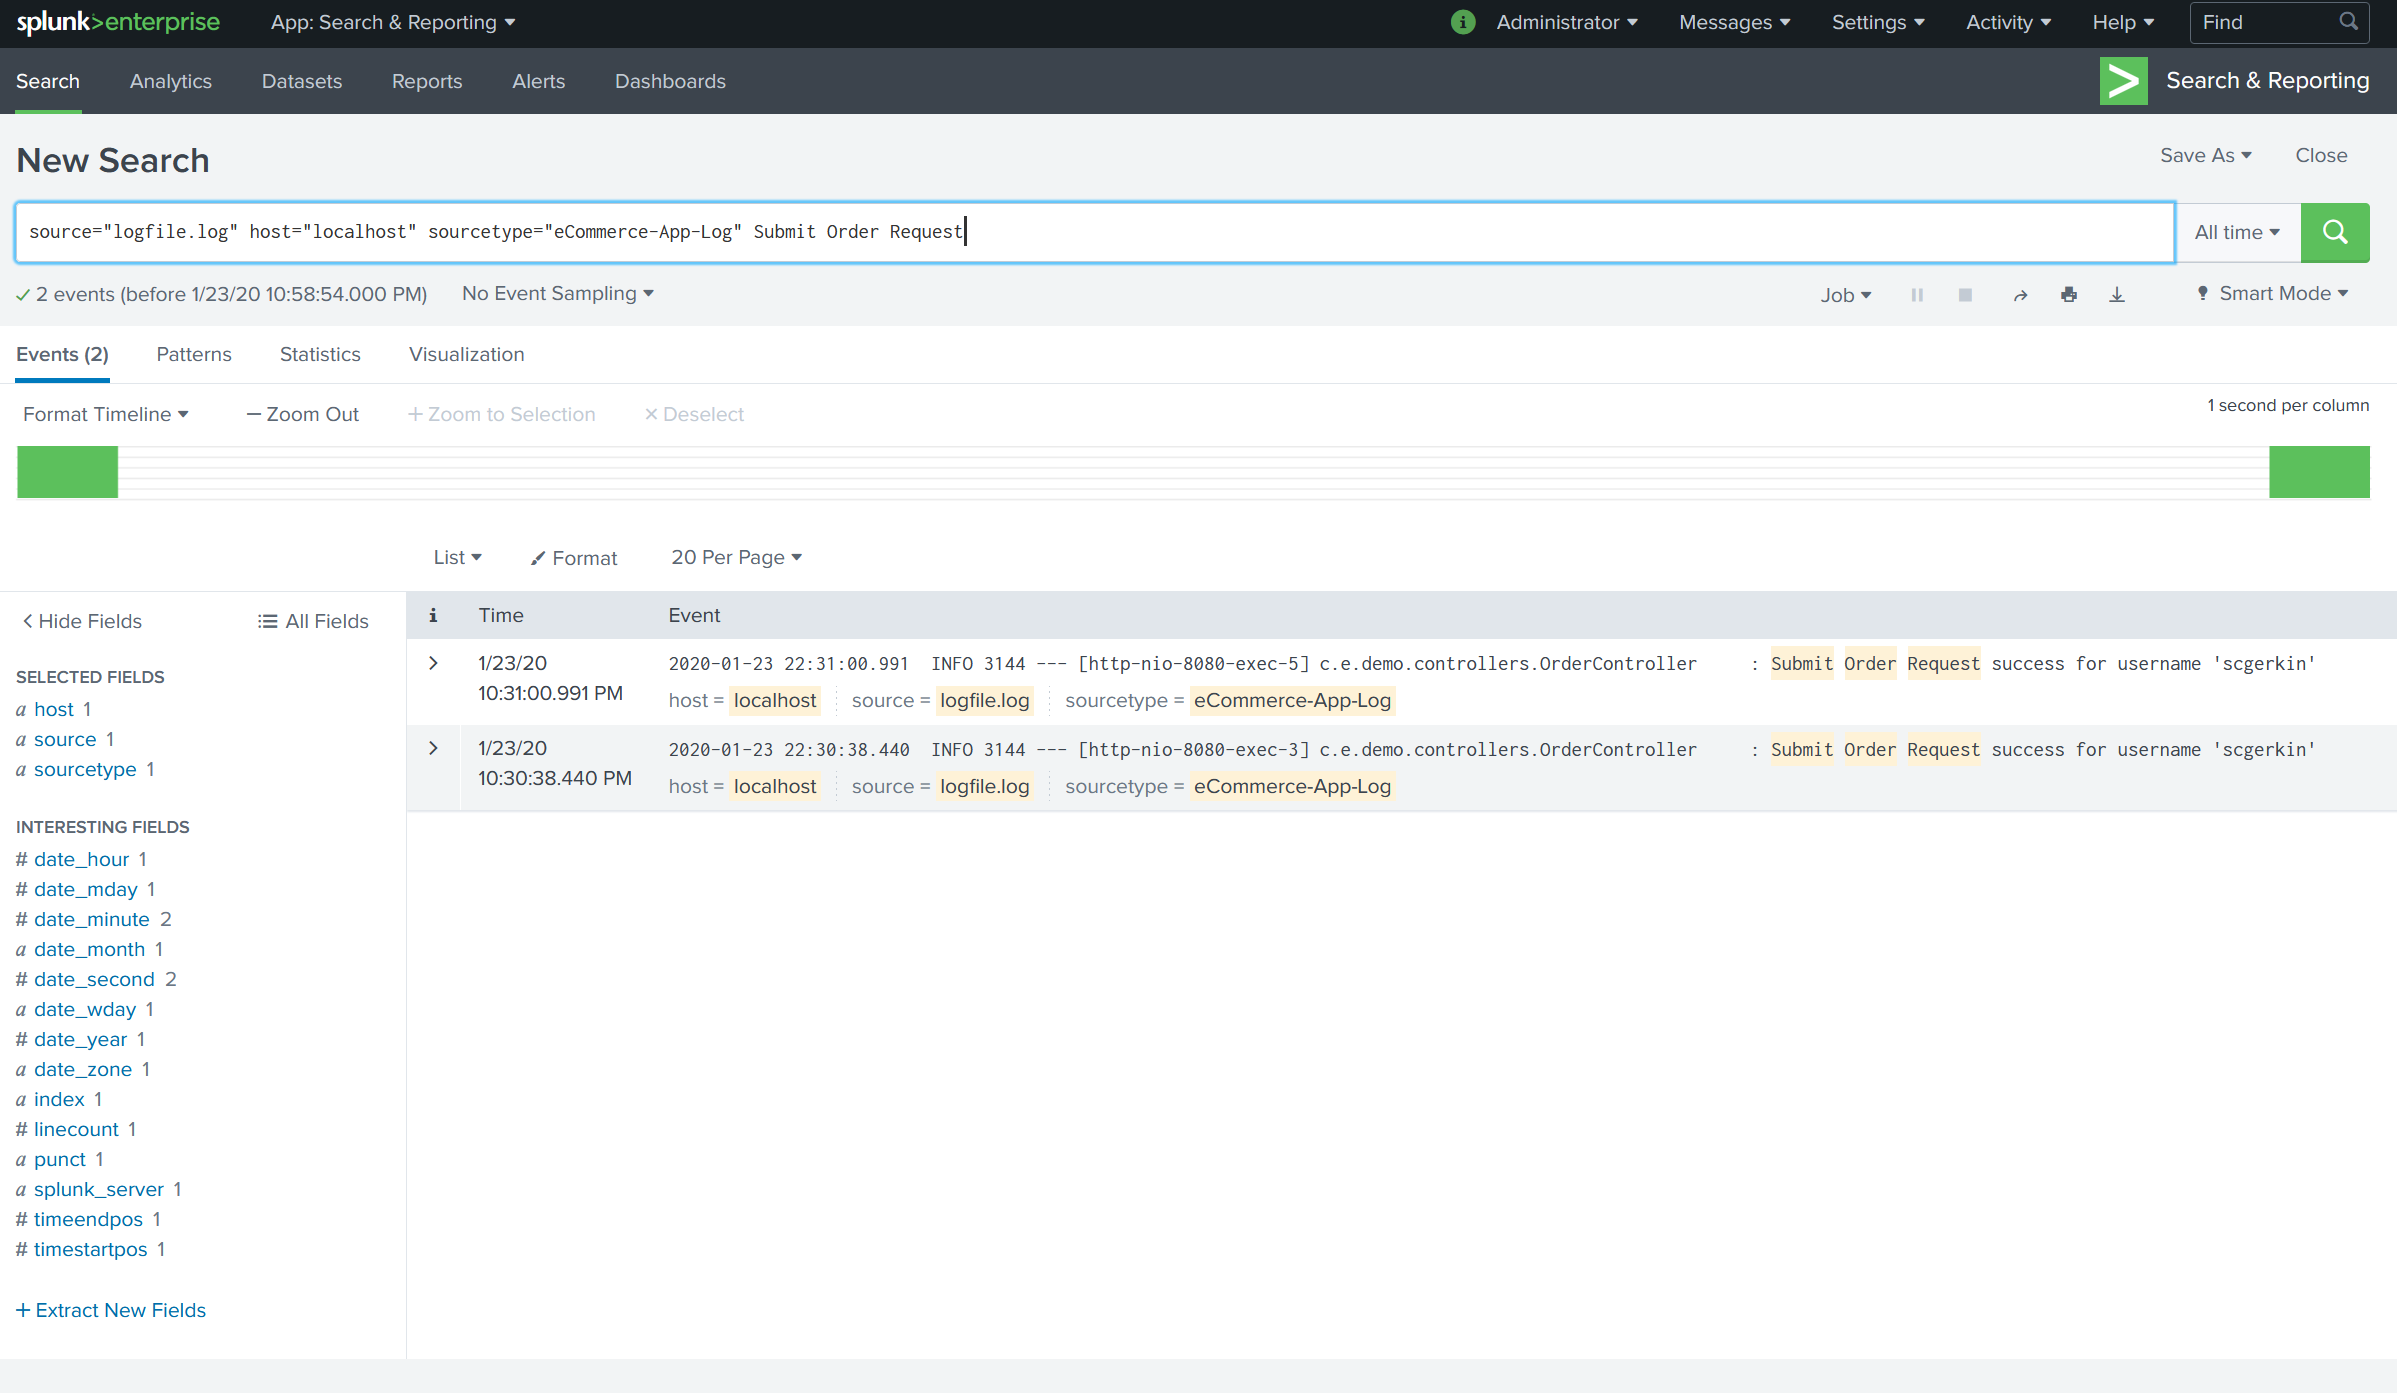 splunk>enterprise App: Search & Reporting i Administrator Messages Settings Activity Help Find
Search Analytics Datasets Reports Alerts Dashboards > Search & Reporting
New Search Save As Close
source="logfile.log" host="localhost" sourcetype="eCommerce-App-Log" Submit Order Request All time
✓ 2 events (before 1/23/20 10:58:54.000 PM) No Event Sampling Job Smart Mode
Events (2) Patterns Statistics Visualization
Format Timeline — Zoom Out + Zoom to Selection × Deselect 1 second per column
List Format 20 Per Page
< Hide Fields All Fields i Time Event
SELECTED FIELDS
a host 1
a source 1
a sourcetype 1
INTERESTING FIELDS
# date_hour 1
# date_mday 1
# date_minute 2
a date_month 1
# date_second 2
a date_wday 1
# date_year 1
a date_zone 1
a index 1
# linecount 1
a punct 1
a splunk_server 1
# timeendpos 1
# timestartpos 1
+ Extract New Fields
> 1/23/20 2020-01-23 22:31:00.991 INFO 3144 --- [http-nio-8080-exec-5] c.e.demo.controllers.OrderController : Submit Order Request success for username 'scgerkin'
10:31:00.991 PM host = localhost source = logfile.log sourcetype = eCommerce-App-Log
> 1/23/20 2020-01-23 22:30:38.440 INFO 3144 --- [http-nio-8080-exec-3] c.e.demo.controllers.OrderController : Submit Order Request success for username 'scgerkin'
10:30:38.440 PM host = localhost source = logfile.log sourcetype = eCommerce-App-Log